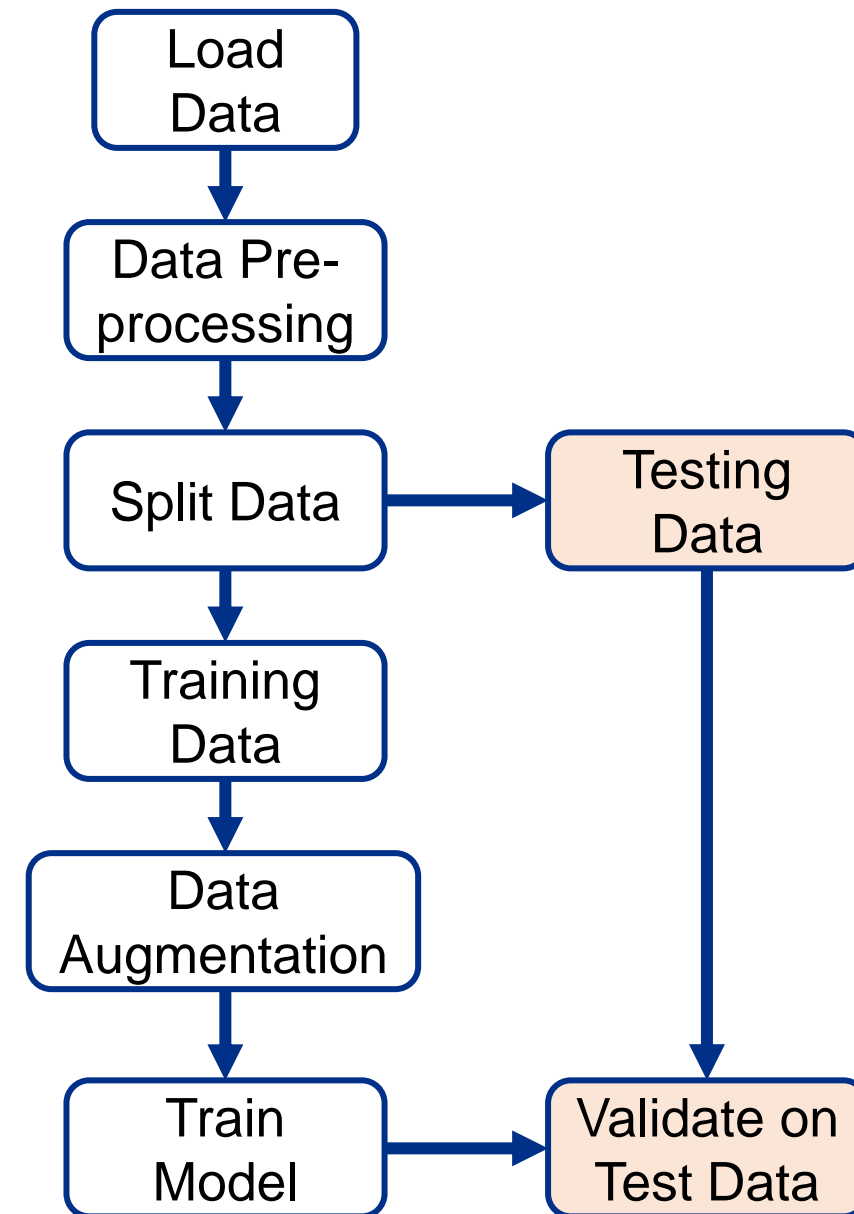 Load
Data
Data Pre-
processing
Split Data
Testing
Data
Training
Data
Data
Augmentation
Train
Model
Validate on
Test Data